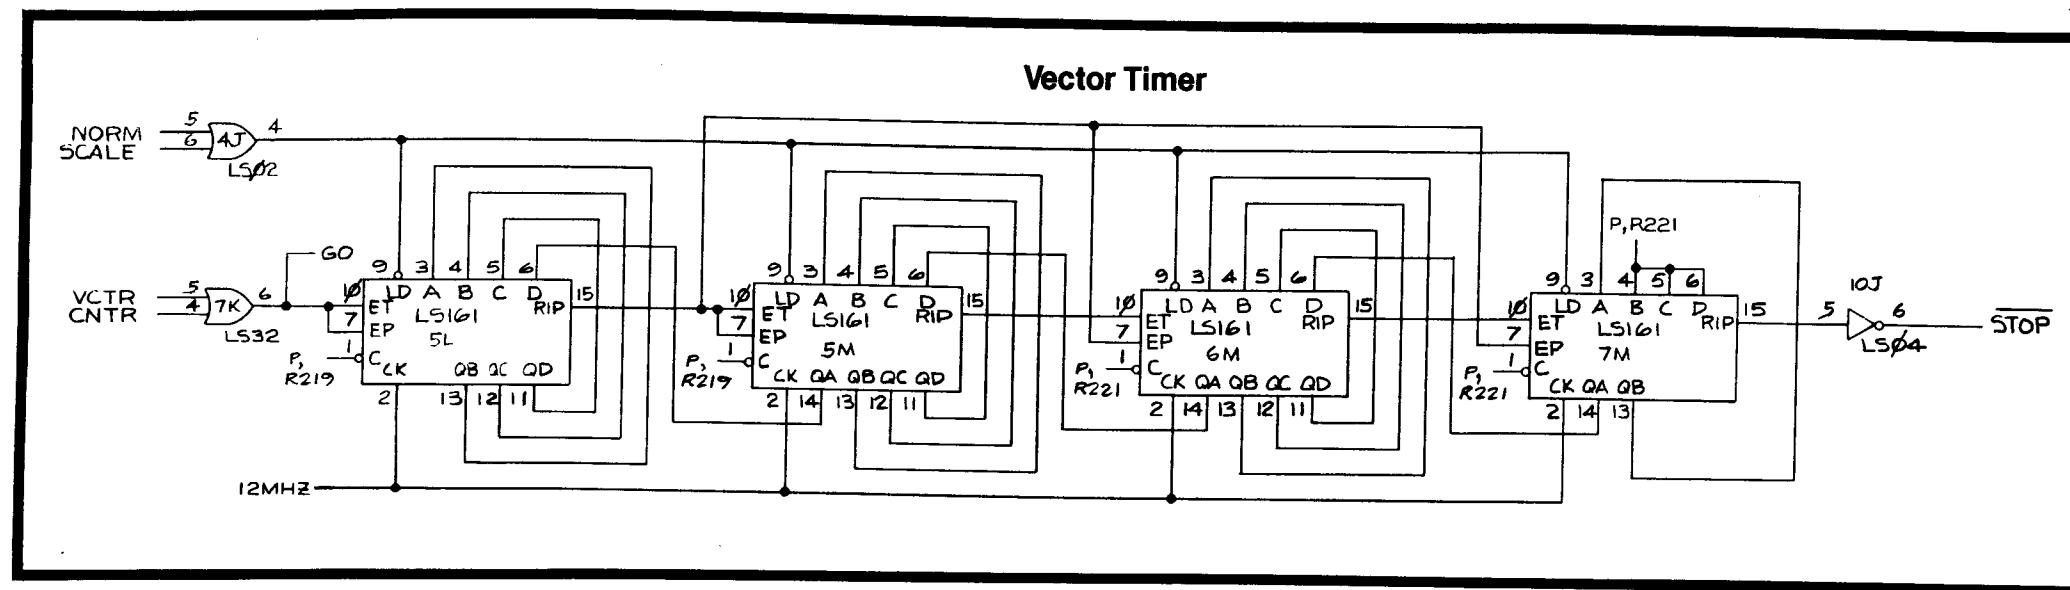 Vector Timer
NORM
SCALE
5
6
4J
4
LS02
VCTR
CNTR
5
4
7K
6
LS32
GO
9 3 4 5 6
10
7
1
LD A B C D
ET
EP
C
RIP
15
LS161
5L
CK QB QC QD
P,
R219
2 13 12 11
9 3 4 5 6
10
7
1
LD A B C D
ET
EP
C
RIP
15
LS161
5M
CK QA QB QC QD
P,
R219
2 14 13 12 11
9 3 4 5 6
10
7
1
LD A B C D
ET
EP
C
RIP
15
LS161
6M
CK QA QB QC QD
P,
R221
2 14 13 12 11
P, R221
9 3 4 5 6
10
7
1
LD A B C D
ET
EP
C
RIP
15
LS161
7M
CK QA QB
P,
R221
2 14 13
10J
5
6
LS04
STOP
12MHZ